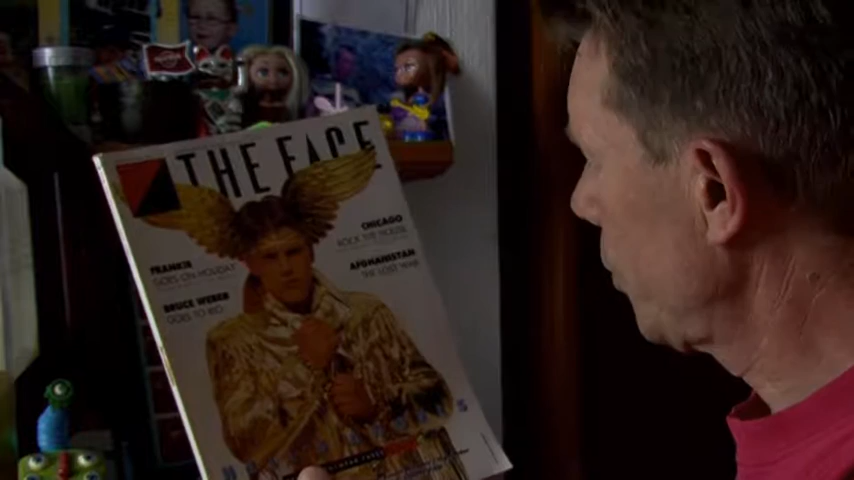 THE FACE
FRANKIE
GOES ON HOLIDAY
BRUCE WEBER
GOES TO RIO
CHICAGO
ROCK THE HOUSE
AFGHANISTAN
THE LOST WAR